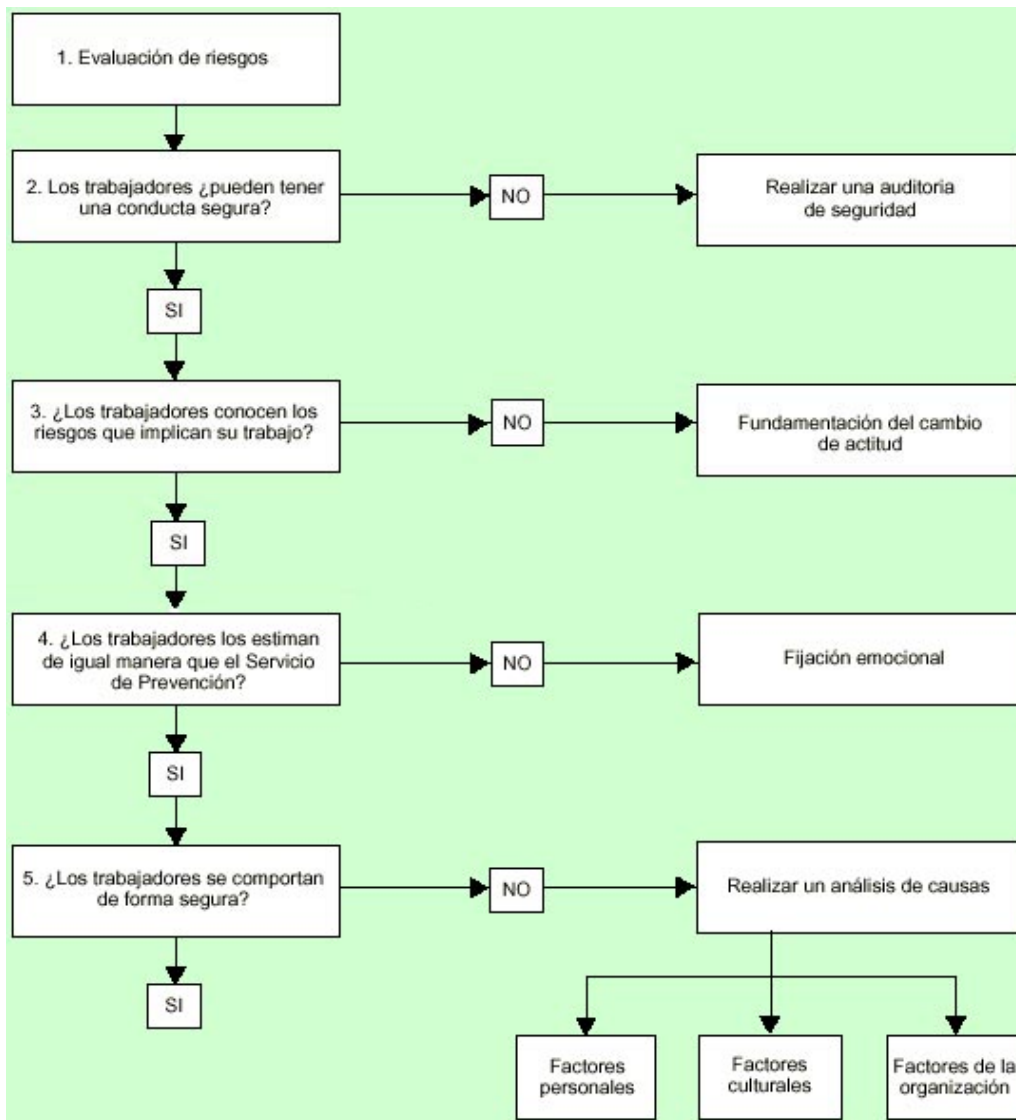 1. Evaluación de riesgos
2. Los trabajadores ¿pueden tener
una conducta segura?
NO
Realizar una auditoria
de seguridad
SI
3. ¿Los trabajadores conocen los
riesgos que implican su trabajo?
NO
Fundamentación del cambio
de actitud
SI
4. ¿Los trabajadores los estiman
de igual manera que el Servicio
de Prevención?
NO
Fijación emocional
SI
5. ¿Los trabajadores se comportan
de forma segura?
NO
Realizar un análisis de causas
SI
Factores
personales
Factores
culturales
Factores de la
organización